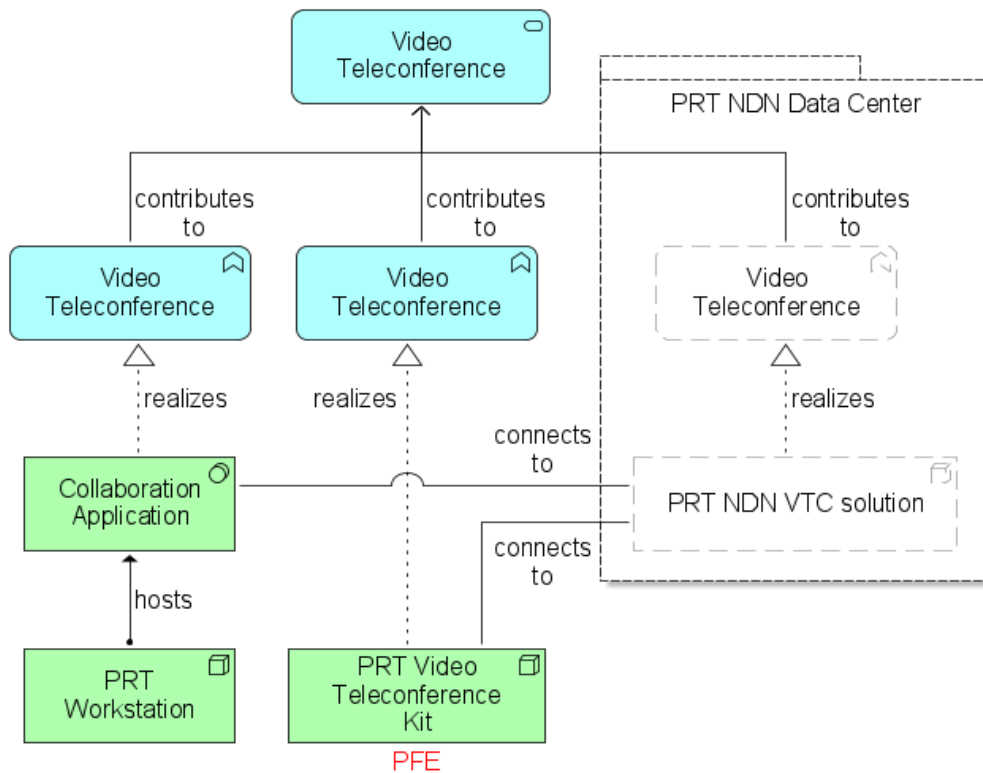 Video
Teleconference
PRT NDN Data Center
contributes
to
contributes
to
contributes
to
Video
Teleconference
Video
Teleconference
Video
Teleconference
realizes
realizes
realizes
connects
to
Collaboration
Application
PRT NDN VTC solution
connects
to
hosts
PRT
Workstation
PRT Video
Teleconference
Kit
PFE